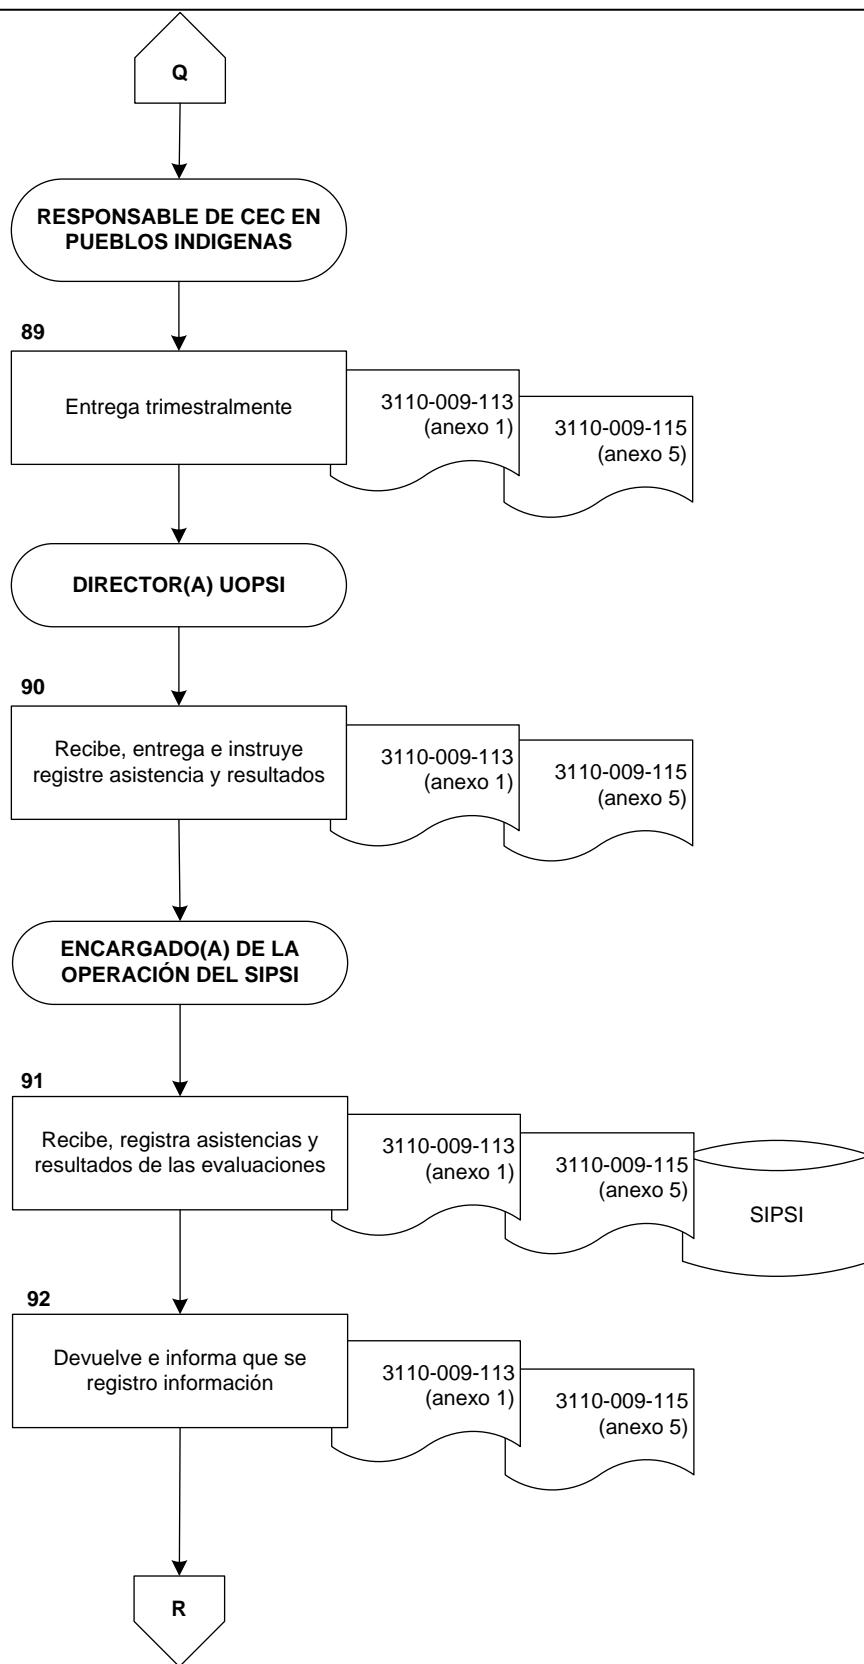 Q
RESPONSABLE DE CEC EN
PUEBLOS INDIGENAS
89
Entrega trimestralmente
3110-009-113
(anexo 1)
3110-009-115
(anexo 5)
DIRECTOR(A) UOPSI
90
Recibe, entrega e instruye
registre asistencia y resultados
3110-009-113
(anexo 1)
3110-009-115
(anexo 5)
ENCARGADO(A) DE LA
OPERACIÓN DEL SIPSI
91
Recibe, registra asistencias y
resultados de las evaluaciones
3110-009-113
(anexo 1)
3110-009-115
(anexo 5)
SIPSI
92
Devuelve e informa que se
registro información
3110-009-113
(anexo 1)
3110-009-115
(anexo 5)
R